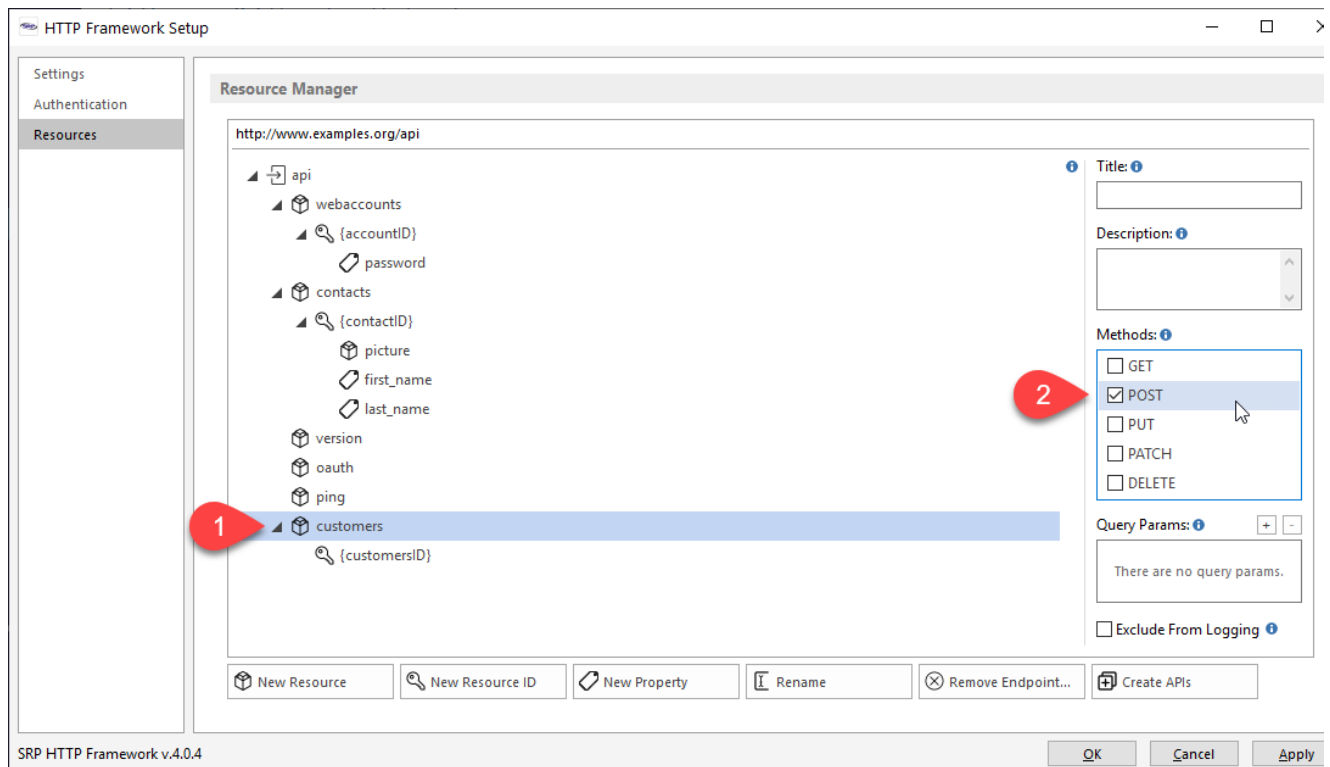 HTTP Framework Setup
Settings
Authentication
Resources
Resource Manager
http://www.examples.org/api
api
webaccounts
{accountID}
password
contacts
{contactID}
picture
first_name
last_name
version
oauth
ping
1
customers
{customersID}
Title:
Description:
Methods:
GET
2
POST
PUT
PATCH
DELETE
Query Params:
+ -
There are no query params.
Exclude From Logging
New Resource
New Resource ID
New Property
Rename
Remove Endpoint...
Create APIs
SRP HTTP Framework v.4.0.4
OK
Cancel
Apply